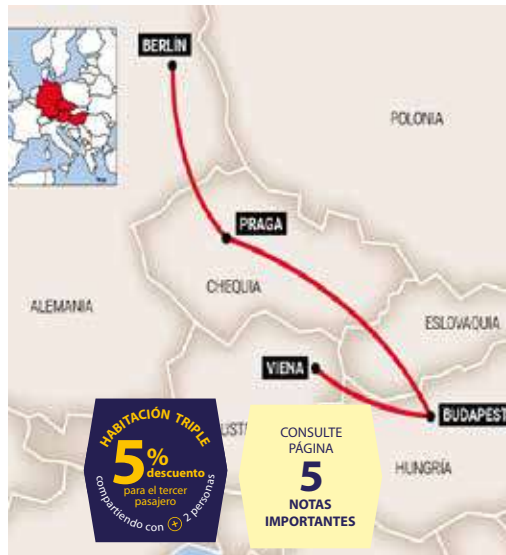 BERLÍN
POLONIA
PRAGA
CHEQUIA
ALEMANIA
ESLOVAQUIA
VIENA
BUDAPEST
HUNGRÍA
HABITACIÓN TRIPLE
5%
descuento
para el tercer
pasajero
compartiendo con + 2 personas
CONSULTE
PÁGINA
5
NOTAS
IMPORTANTES